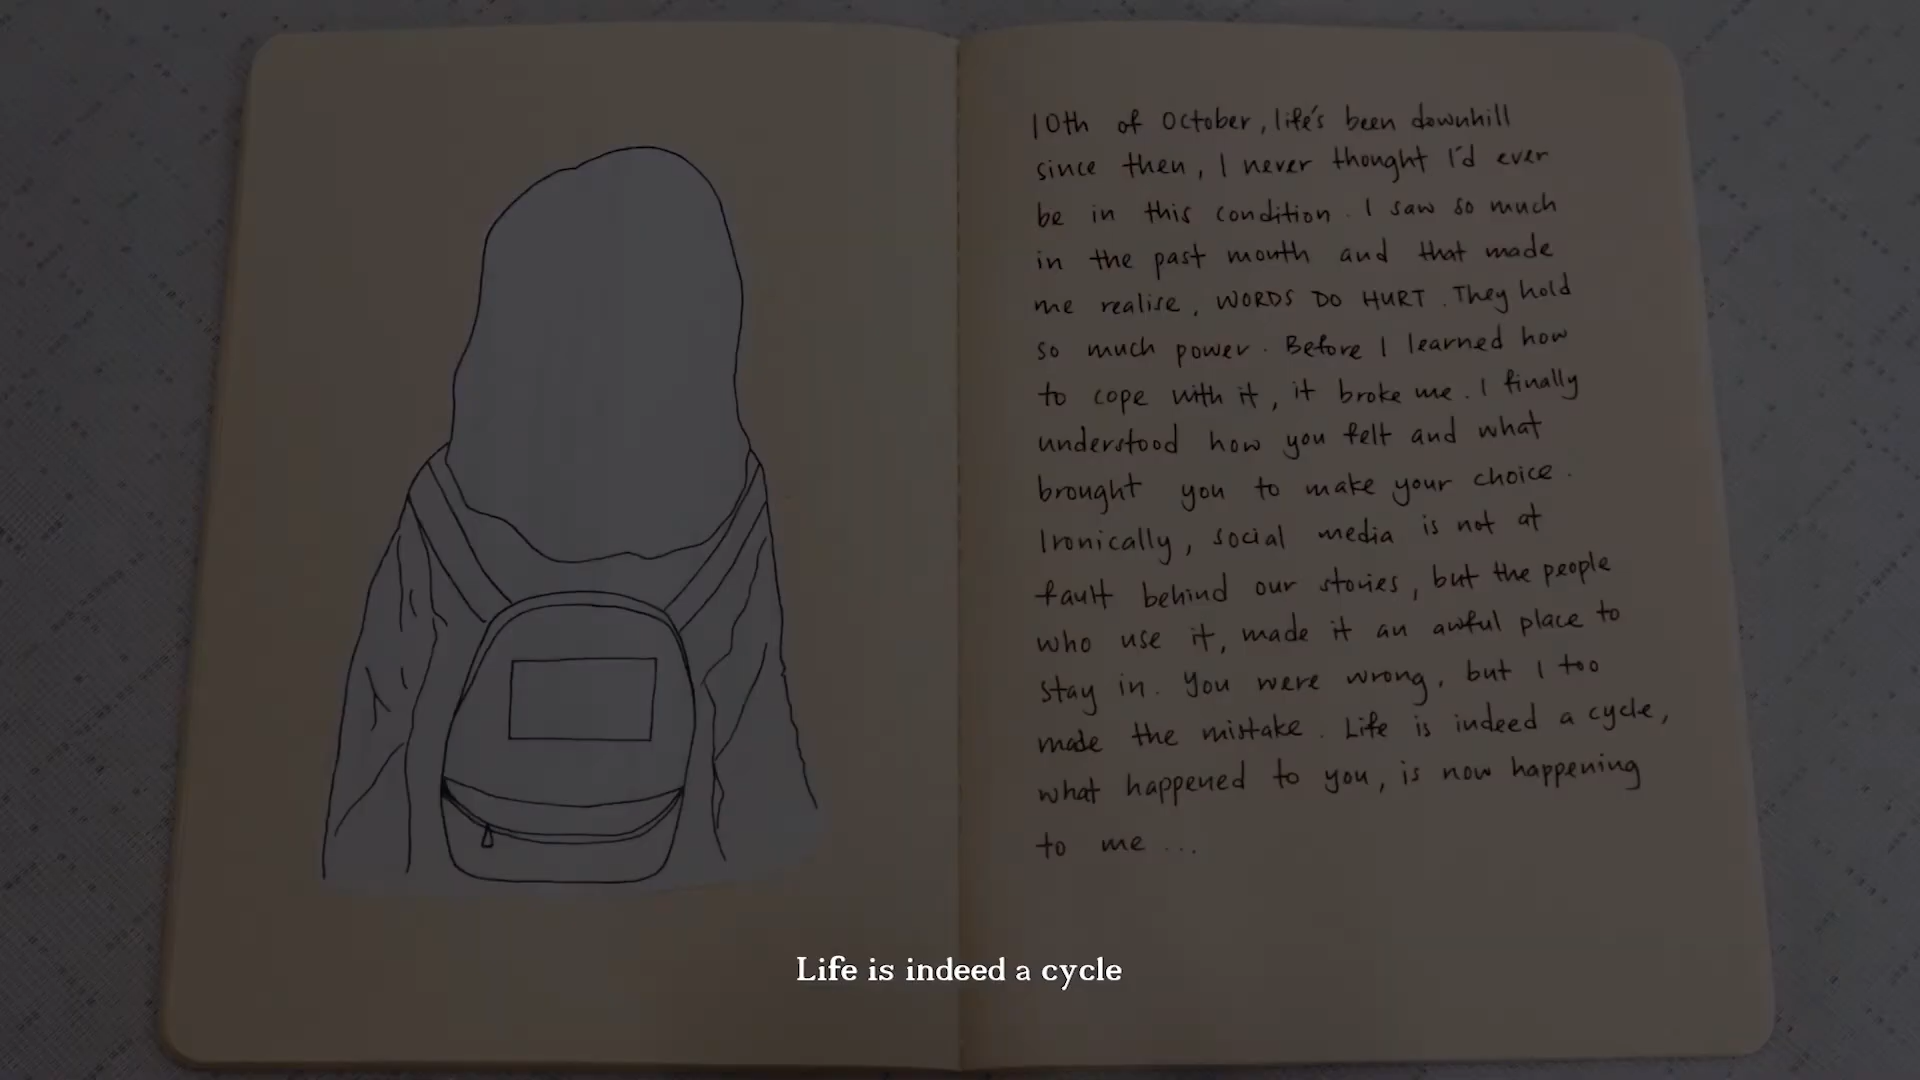 10th of October, life's been downhill
since then, I never thought I'd ever
be in this condition. I saw so much
in the past mouth and that made
me realise, WORDS DO HURT. They hold
so much power. Before I learned how
to cope with it, it broke me. I finally
understood how you felt and what
brought you to make your choice.
Ironically, social media is not at
fault behind our stories, but the people
who use it, made it an awful place to
stay in. You were wrong, but I too
made the mistake. Life is indeed a cycle,
what happened to you, is now happening
to me ...
Life is indeed a cycle